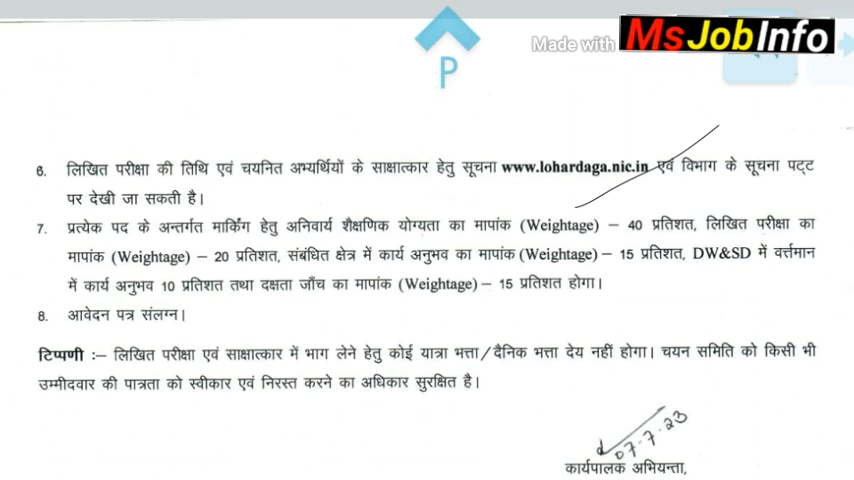 Made with MsJobInfo
P
6. लिखित परीक्षा की तिथि एवं चयनित अभ्यर्थियों के साक्षात्कार हेतु सूचना www.lohardaga.nic.in एवं विभाग के सूचना पट्ट
पर देखी जा सकती है।
7. प्रत्येक पद के अन्तर्गत मार्किंग हेतु अनिवार्य शैक्षणिक योग्यता का मापांक (Weightage) – 40 प्रतिशत, लिखित परीक्षा का
मापांक (Weightage) – 20 प्रतिशत, संबंधित क्षेत्र में कार्य अनुभव का मापांक (Weightage) – 15 प्रतिशत, DW&SD में वर्त्तमान
में कार्य अनुभव 10 प्रतिशत तथा दक्षता जाँच का मापांक (Weightage) – 15 प्रतिशत होगा।
8. आवेदन पत्र संलग्न।
टिप्पणी :– लिखित परीक्षा एवं साक्षात्कार में भाग लेने हेतु कोई यात्रा भत्ता/दैनिक भत्ता देय नहीं होगा। चयन समिति को किसी भी
उम्मीदवार की पात्रता को स्वीकार एवं निरस्त करने का अधिकार सुरक्षित है।
07.7.23
कार्यपालक अभियन्ता,